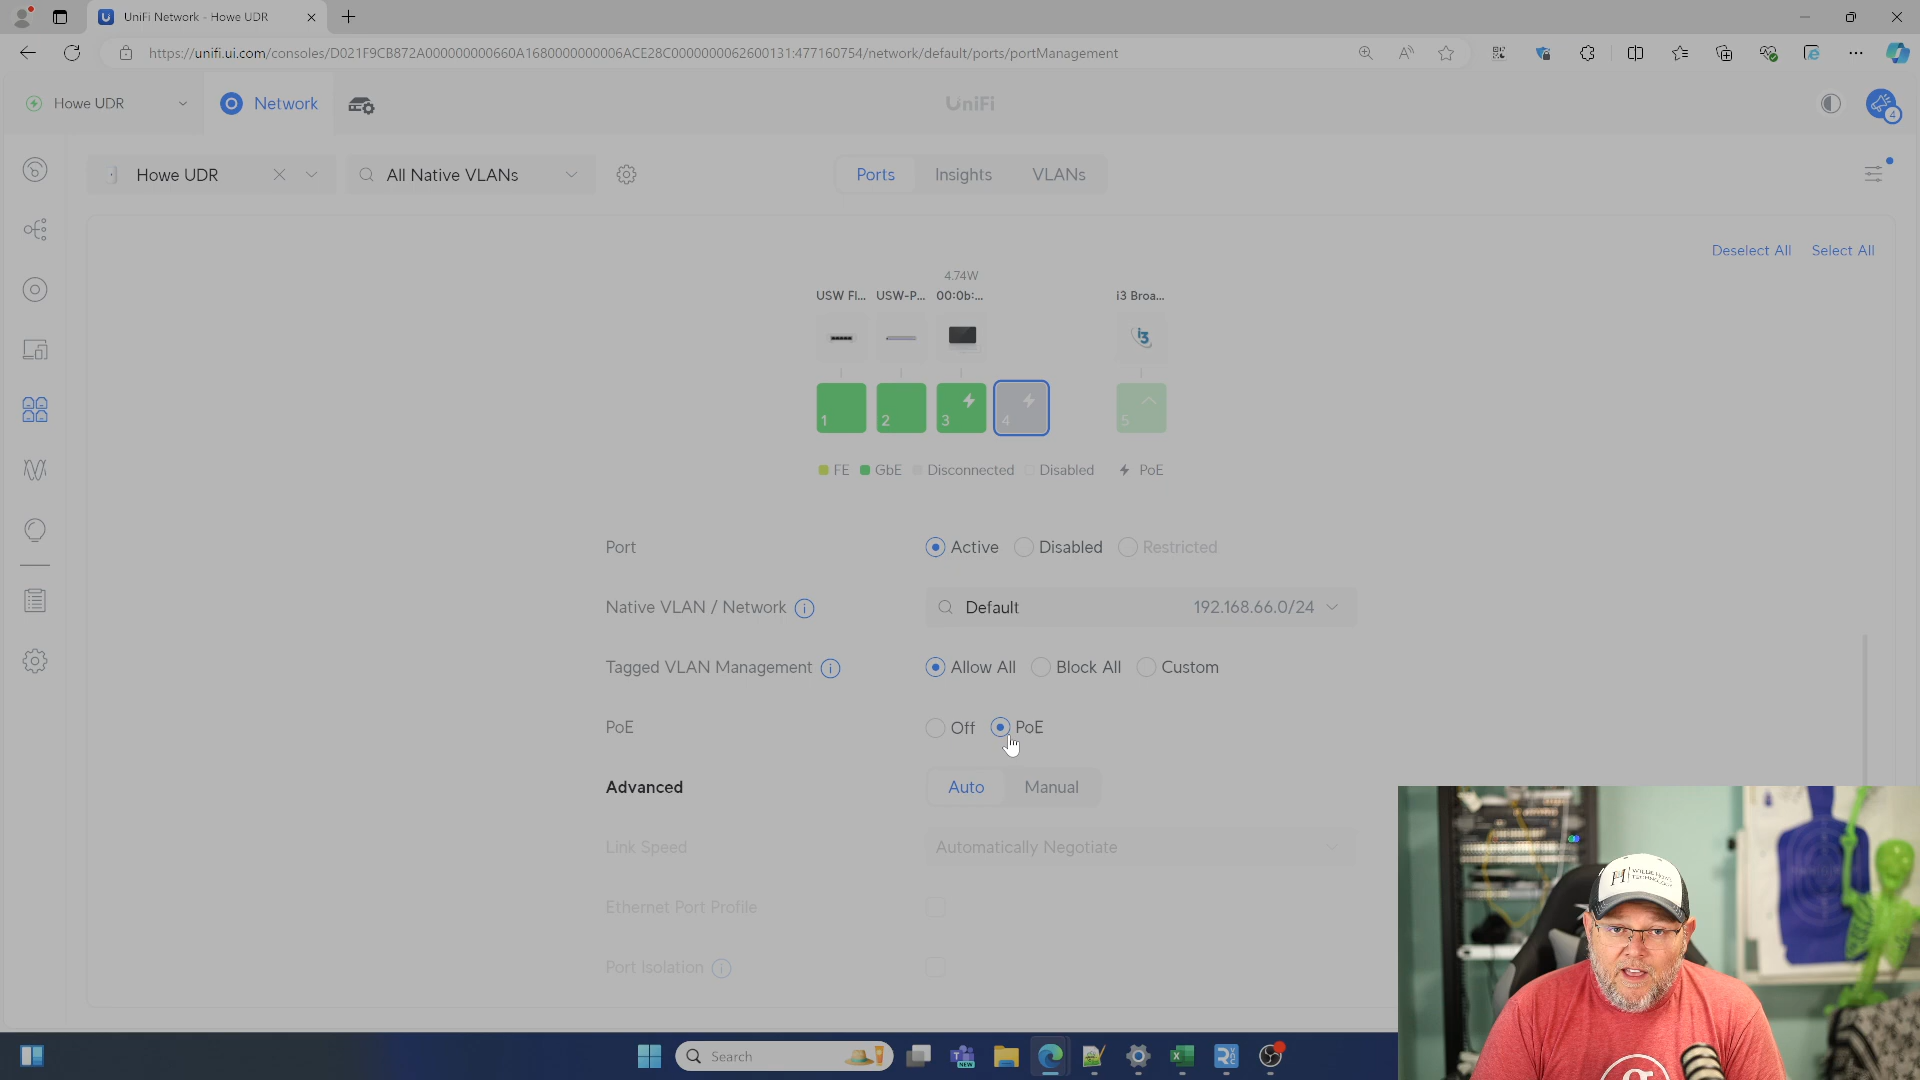 UniFi Network - Howe UDR
https://unifi.ui.com/consoles/D021F9CB872A000000000660A1680000000006ACE28C0000000062600131:477160754/network/default/ports/portManagement
Howe UDR
Network
UniFi
4
Howe UDR
All Native VLANs
Ports
Insights
VLANs
Deselect All
Select All
4.74W
USW Fl...
USW-P...
00:0b:...
i3 Broa...
i3
1
2
3
4
5
FE
GbE
Disconnected
Disabled
PoE
Port
Active
Disabled
Restricted
Native VLAN / Network
Default
192.168.66.0/24
Tagged VLAN Management
Allow All
Block All
Custom
PoE
Off
PoE
Advanced
Auto
Manual
Link Speed
Automatically Negotiate
Ethernet Port Profile
Port Isolation
Search
NEW